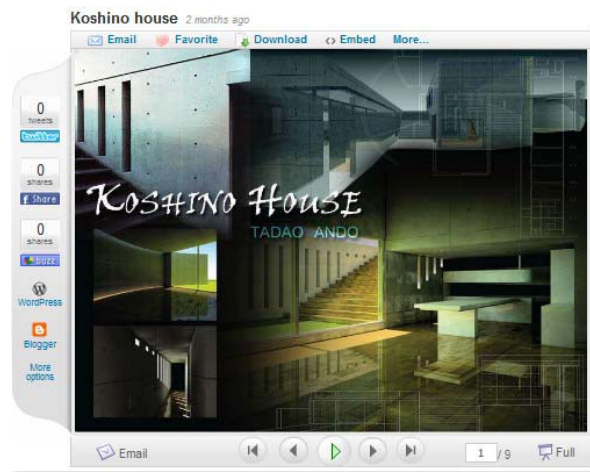 Koshino house 2 months ago
Email Favorite Download Embed More...
0
tweets
twitter
0
shares
f Share
0
shares
buzz
WordPress
Blogger
More
options
KOSHINO HOUSE
TADAO ANDO
Email
1 / 9
Full